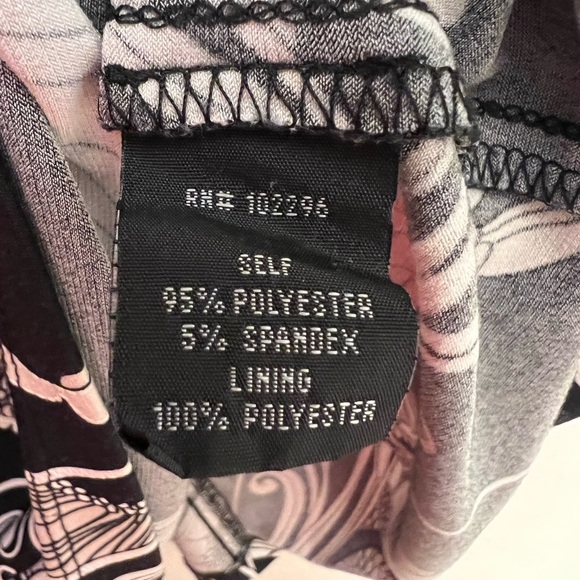 RN# 102296
SELF
95% POLYESTER
5% SPANDEX
LINING
100% POLYESTER